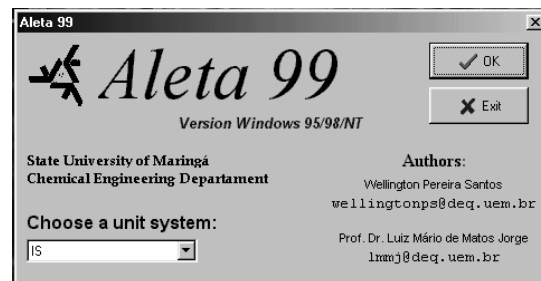 Aleta 99
Aleta 99
Version Windows 95/98/NT
OK
Exit
State University of Maringá
Chemical Engineering Departament
Choose a unit system:
IS
Authors:
Wellington Pereira Santos
wellingtonps@deq.uem.br
Prof. Dr. Luiz Mário de Matos Jorge
lmmj@deq.uem.br